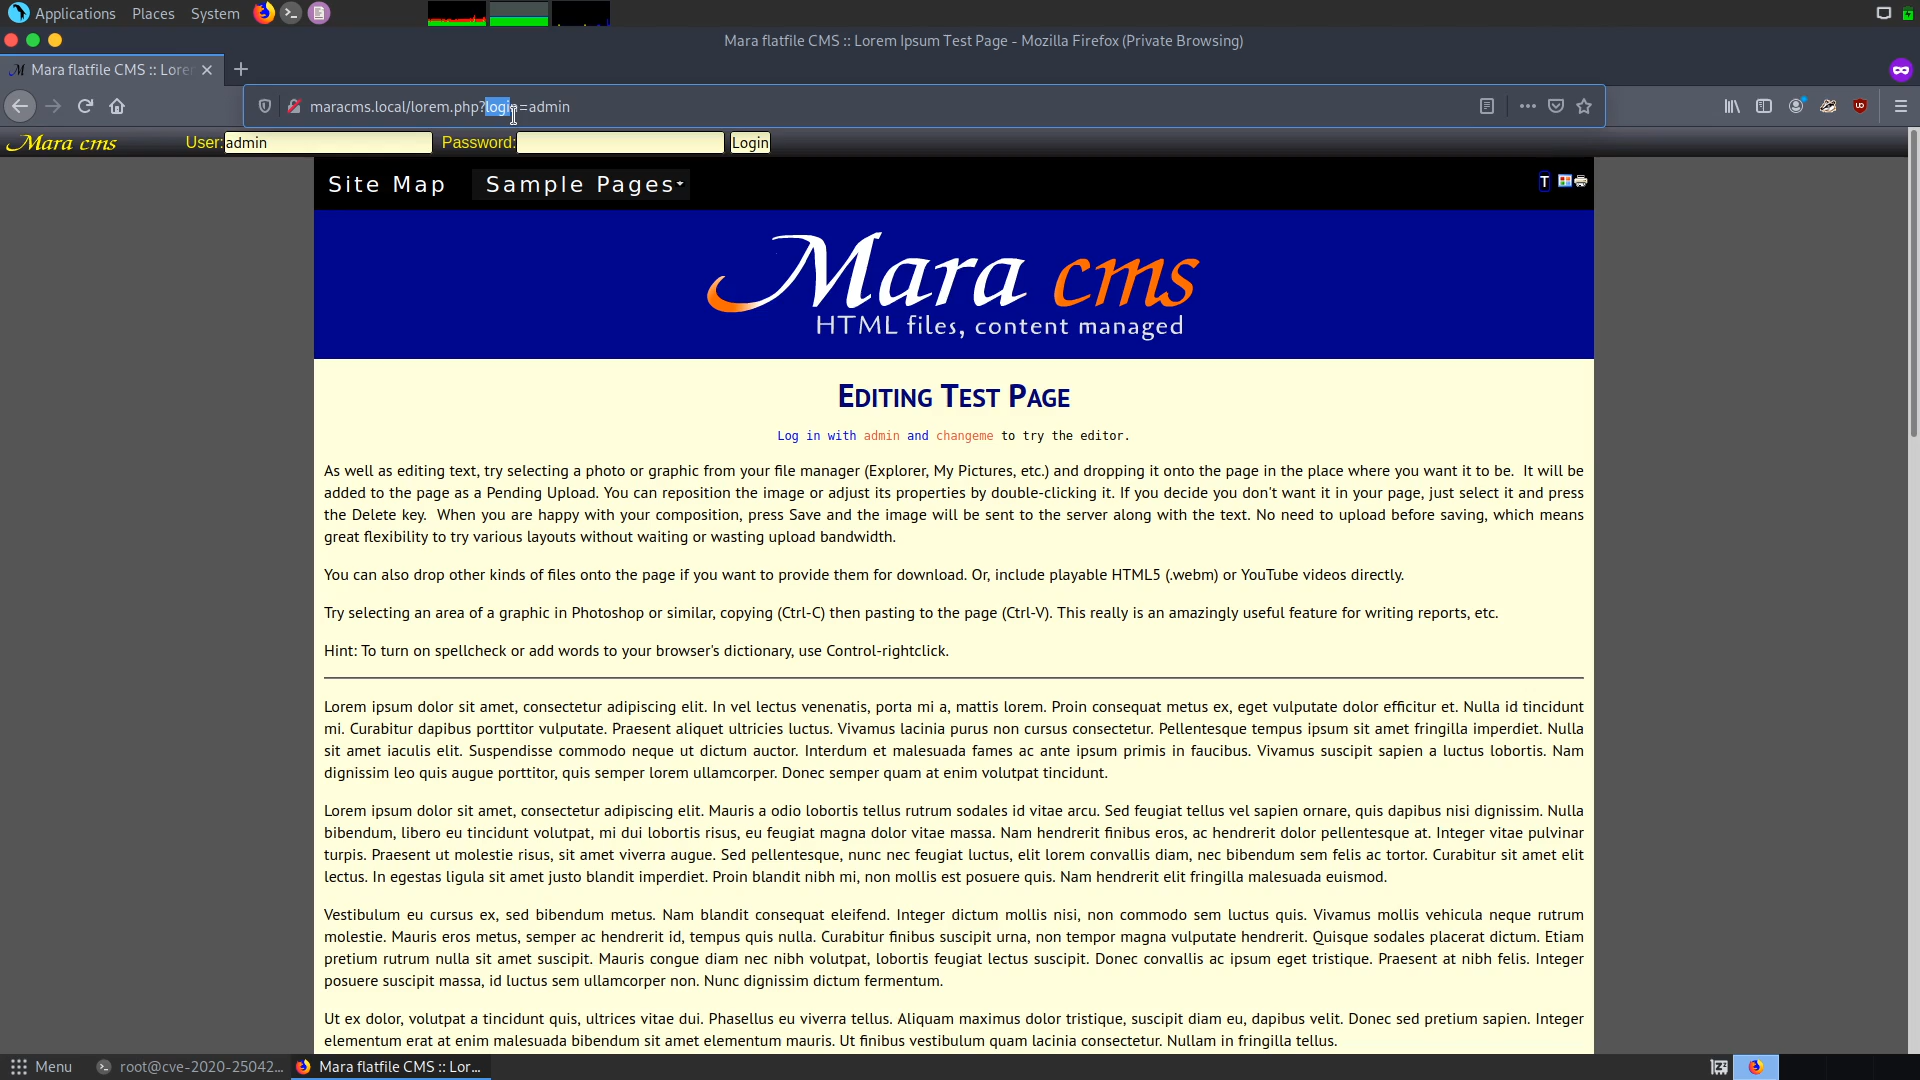 Applications Places System
Mara flatfile CMS :: Lorem Ipsum Test Page - Mozilla Firefox (Private Browsing)
Mara flatfile CMS :: Lore
maracms.local/lorem.php?login=admin
Mara cms User: admin Password: Login
Site Map Sample Pages T
Mara cms
HTML files, content managed
EDITING TEST PAGE
Log in with admin and changeme to try the editor.
As well as editing text, try selecting a photo or graphic from your file manager (Explorer, My Pictures, etc.) and dropping it onto the page in the place where you want it to be. It will be
added to the page as a Pending Upload. You can reposition the image or adjust its properties by double-clicking it. If you decide you don't want it in your page, just select it and press
the Delete key. When you are happy with your composition, press Save and the image will be sent to the server along with the text. No need to upload before saving, which means
great flexibility to try various layouts without waiting or wasting upload bandwidth.
You can also drop other kinds of files onto the page if you want to provide them for download. Or, include playable HTML5 (.webm) or YouTube videos directly.
Try selecting an area of a graphic in Photoshop or similar, copying (Ctrl-C) then pasting to the page (Ctrl-V). This really is an amazingly useful feature for writing reports, etc.
Hint: To turn on spellcheck or add words to your browser's dictionary, use Control-rightclick.
Lorem ipsum dolor sit amet, consectetur adipiscing elit. In vel lectus venenatis, porta mi a, mattis lorem. Proin consequat metus ex, eget vulputate dolor efficitur et. Nulla id tincidunt
mi. Curabitur dapibus porttitor vulputate. Praesent aliquet ultricies luctus. Vivamus lacinia purus non cursus consectetur. Pellentesque tempus ipsum sit amet fringilla imperdiet. Nulla
sit amet iaculis elit. Suspendisse commodo neque ut dictum auctor. Interdum et malesuada fames ac ante ipsum primis in faucibus. Vivamus suscipit sapien a luctus lobortis. Nam
dignissim leo quis augue porttitor, quis semper lorem ullamcorper. Donec semper quam at enim volutpat tincidunt.
Lorem ipsum dolor sit amet, consectetur adipiscing elit. Mauris a odio lobortis tellus rutrum sodales id vitae arcu. Sed feugiat tellus vel sapien ornare, quis dapibus nisi dignissim. Nulla
bibendum, libero eu tincidunt volutpat, mi dui lobortis risus, eu feugiat magna dolor vitae massa. Nam hendrerit finibus eros, ac hendrerit dolor pellentesque at. Integer vitae pulvinar
turpis. Praesent ut molestie risus, sit amet viverra augue. Sed pellentesque, nunc nec feugiat luctus, elit lorem convallis diam, nec bibendum sem felis ac tortor. Curabitur sit amet elit
lectus. In egestas ligula sit amet justo blandit imperdiet. Proin blandit nibh mi, non mollis est posuere quis. Nam hendrerit elit fringilla malesuada euismod.
Vestibulum eu cursus ex, sed bibendum metus. Nam blandit consequat eleifend. Integer dictum mollis nisi, non commodo sem luctus quis. Vivamus mollis vehicula neque rutrum
molestie. Mauris eros metus, semper ac hendrerit id, tempus quis nulla. Curabitur finibus suscipit urna, non tempor magna vulputate hendrerit. Quisque sodales placerat dictum. Etiam
pretium rutrum nulla sit amet suscipit. Mauris congue diam nec nibh volutpat, lobortis feugiat lectus suscipit. Donec convallis ac ipsum eget tristique. Praesent at nibh felis. Integer
posuere suscipit massa, id luctus sem ullamcorper non. Nunc dignissim dictum fermentum.
Ut ex dolor, volutpat a tincidunt quis, ultrices vitae dui. Phasellus eu viverra tellus. Aliquam maximus dolor tristique, suscipit diam eu, dapibus velit. Donec sed pretium sapien. Integer
elementum erat at enim malesuada bibendum sit amet elementum mauris. Ut finibus vestibulum quam lacinia consectetur. Nullam in fringilla tellus.
Menu root@cve-2020-25042... Mara flatfile CMS :: Lor...